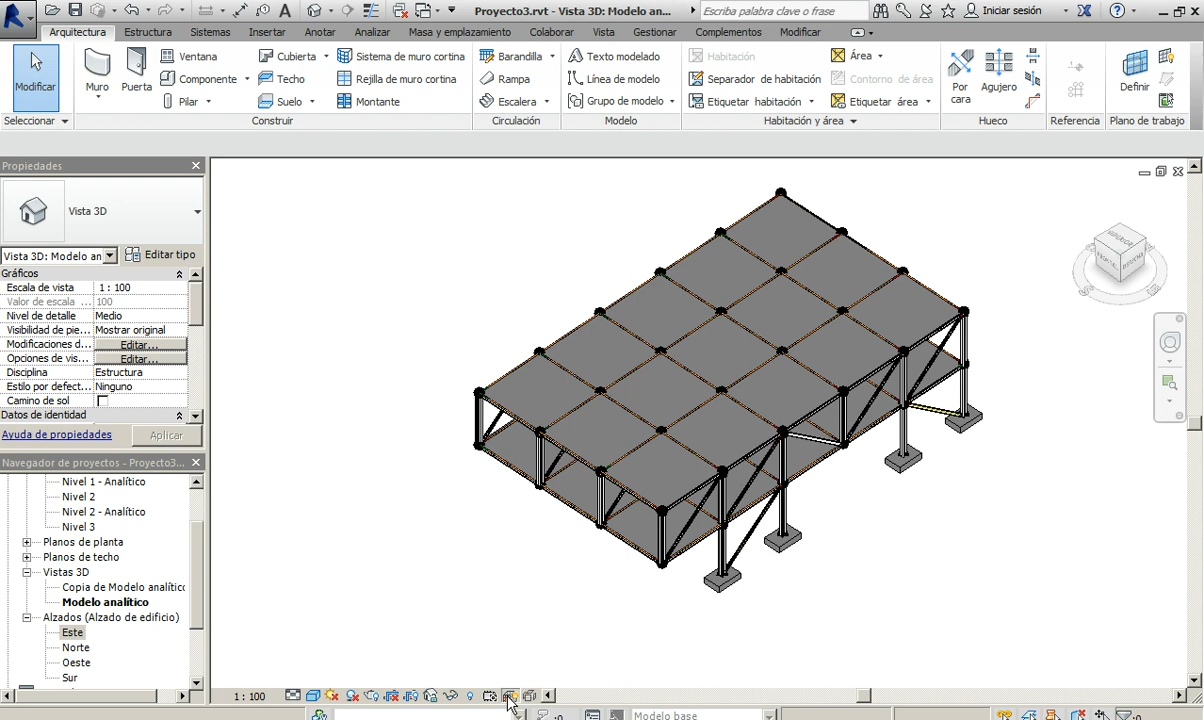 Proyecto3.rvt - Vista 3D: Modelo an...
Escriba palabra clave o frase
Iniciar sesión
Arquitectura
Estructura
Sistemas
Insertar
Anotar
Analizar
Masa y emplazamiento
Colaborar
Vista
Gestionar
Complementos
Modificar
Modificar
Muro
Puerta
Ventana
Componente
Pilar
Cubierta
Techo
Suelo
Sistema de muro cortina
Rejilla de muro cortina
Montante
Barandilla
Rampa
Escalera
Texto modelado
Línea de modelo
Grupo de modelo
Habitación
Separador de habitación
Etiquetar habitación
Área
Contorno de área
Etiquetar área
Por
cara
Agujero
Definir
Seleccionar
Construir
Circulación
Modelo
Habitación y área
Hueco
Referencia
Plano de trabajo
Propiedades
Vista 3D
Vista 3D: Modelo an
Editar tipo
Gráficos
Escala de vista 1 : 100
Valor de escala ... 100
Nivel de detalle Medio
Visibilidad de pie... Mostrar original
Modificaciones d... Editar...
Opciones de vis... Editar...
Disciplina Estructura
Estilo por defect... Ninguno
Camino de sol
Datos de identidad
Ayuda de propiedades
Aplicar
Navegador de proyectos - Proyecto3...
Nivel 1 - Analítico
Nivel 2
Nivel 2 - Analítico
Nivel 3
Planos de planta
Planos de techo
Vistas 3D
Copia de Modelo analítico
Modelo analítico
Alzados (Alzado de edificio)
Este
Norte
Oeste
Sur
SUPERIOR
FRONTAL
DERECHA
1 : 100
:0
Modelo base
:0